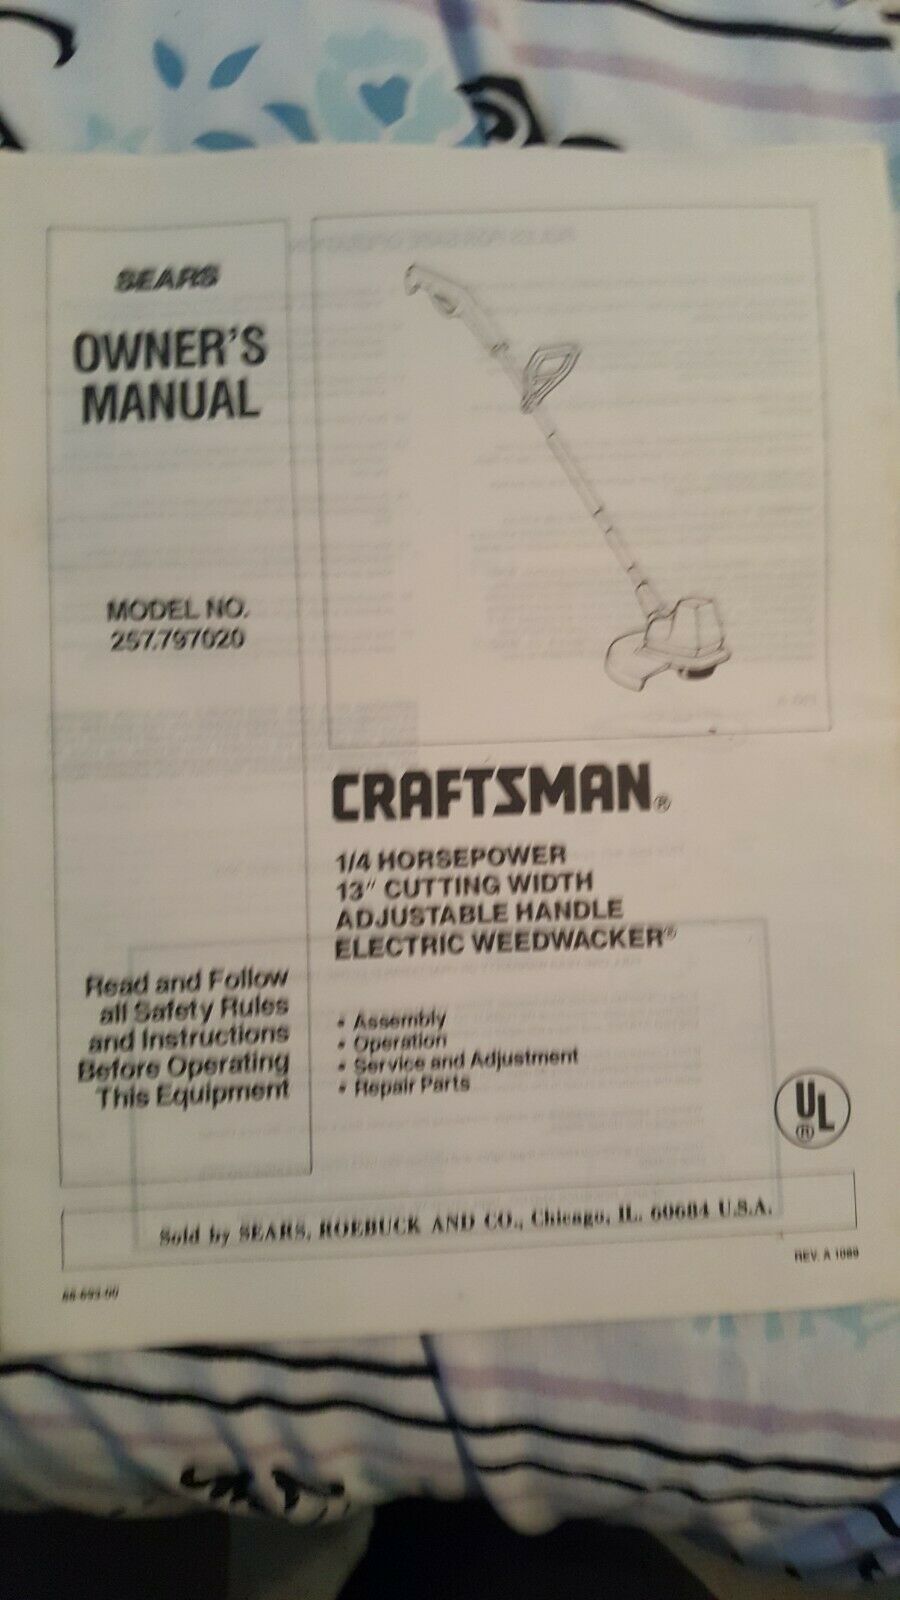 SEARS
OWNER'S
MANUAL
MODEL NO.
257.797020
Read and Follow
all Safety Rules
and Instructions
Before Operating
This Equipment
CRAFTSMAN®
1/4 HORSEPOWER
13" CUTTING WIDTH
ADJUSTABLE HANDLE
ELECTRIC WEEDWACKER®
• Assembly
• Operation
• Service and Adjustment
• Repair Parts
UL
®
Sold by SEARS, ROEBUCK AND CO., Chicago, IL. 60684 U.S.A.
REV. A